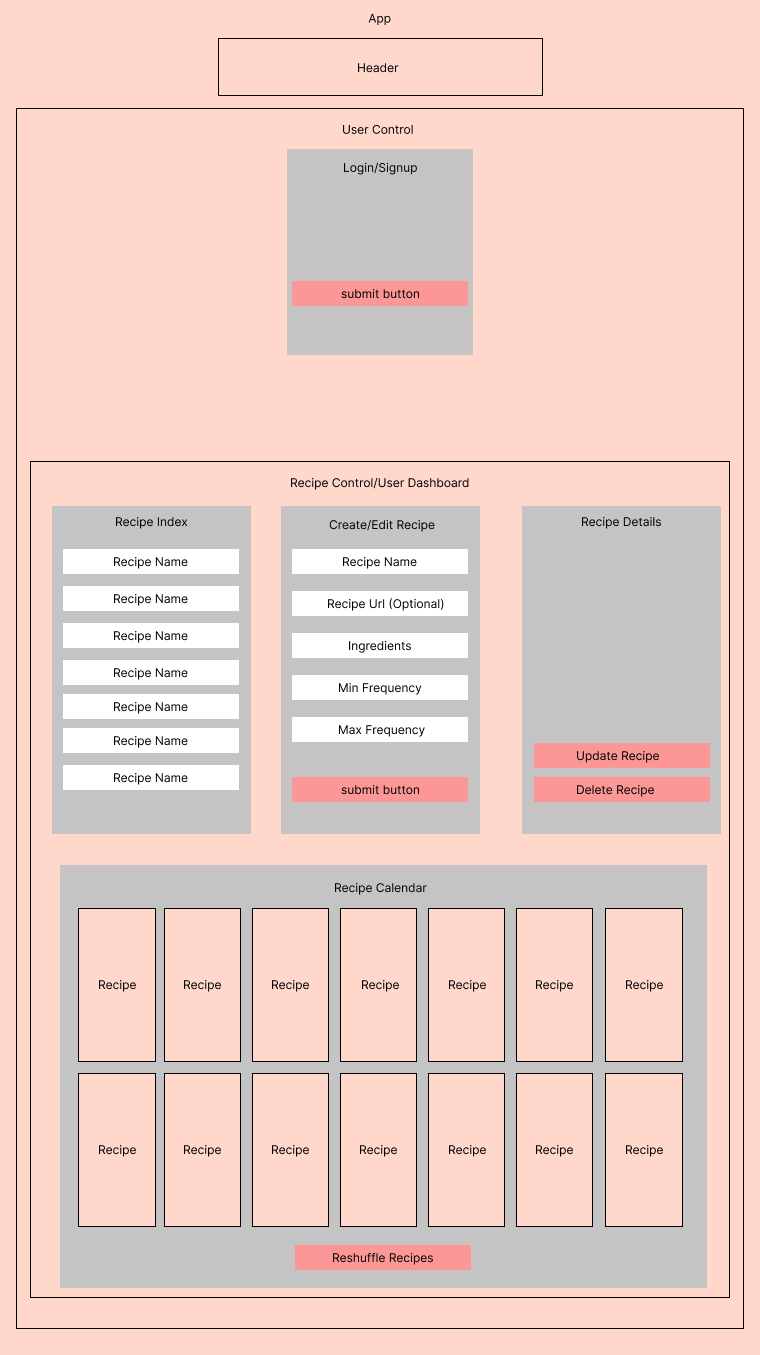 App
Header
User Control
Login/Signup
submit button
Recipe Control/User Dashboard
Recipe Index
Recipe Name
Recipe Name
Recipe Name
Recipe Name
Recipe Name
Recipe Name
Recipe Name
Create/Edit Recipe
Recipe Name
Recipe Url (Optional)
Ingredients
Min Frequency
Max Frequency
submit button
Recipe Details
Update Recipe
Delete Recipe
Recipe Calendar
Recipe
Recipe
Recipe
Recipe
Recipe
Recipe
Recipe
Recipe
Recipe
Recipe
Recipe
Recipe
Recipe
Recipe
Reshuffle Recipes